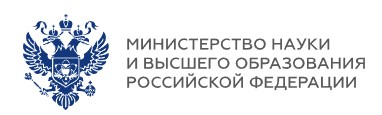 МИНИСТЕРСТВО НАУКИ
И ВЫСШЕГО ОБРАЗОВАНИЯ
РОССИЙСКОЙ ФЕДЕРАЦИИ